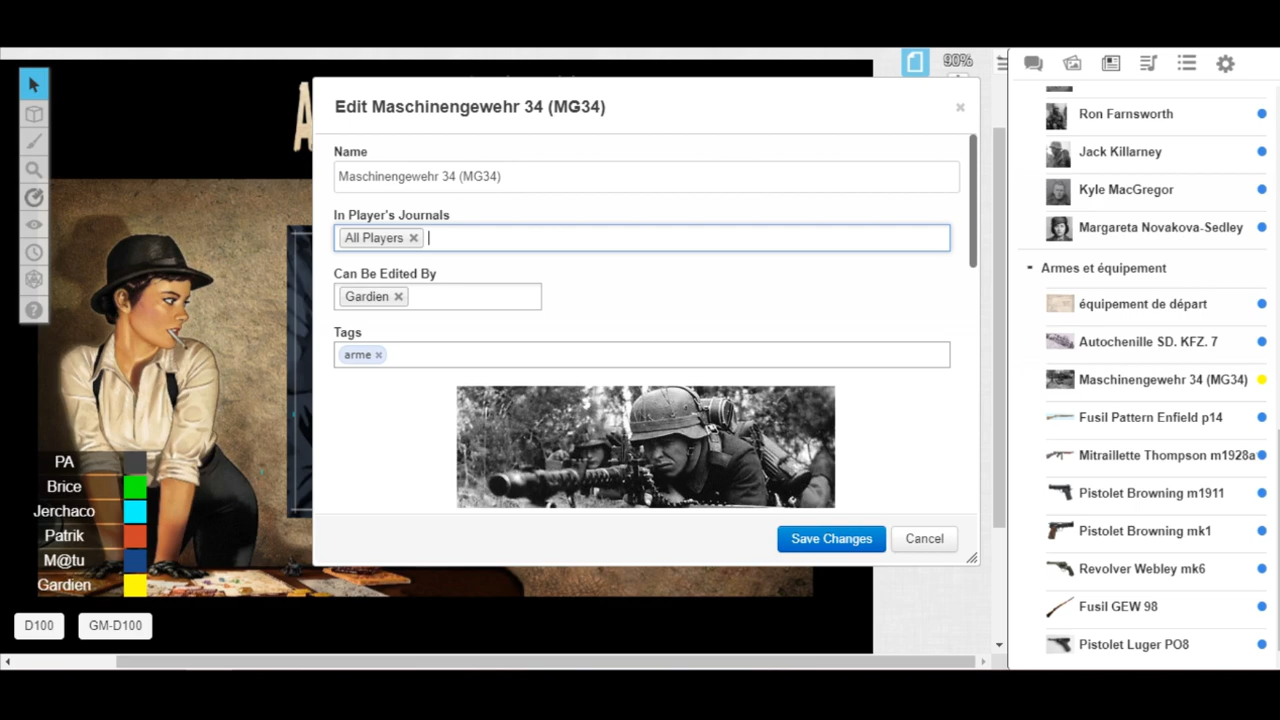 A
90%
Edit Maschinengewehr 34 (MG34)
×
Name
Maschinengewehr 34 (MG34)
In Player's Journals
All Players ×
Can Be Edited By
Gardien ×
Tags
arme ×
Save Changes
Cancel
PA
Brice
Jerchaco
Patrik
M@tu
Gardien
D100
GM-D100
Ron Farnsworth
Jack Killarney
Kyle MacGregor
Margareta Novakova-Sedley
Armes et équipement
équipement de départ
Autochenille SD. KFZ. 7
Maschinengewehr 34 (MG34)
Fusil Pattern Enfield p14
Mitraillette Thompson m1928a
Pistolet Browning m1911
Pistolet Browning mk1
Revolver Webley mk6
Fusil GEW 98
Pistolet Luger PO8